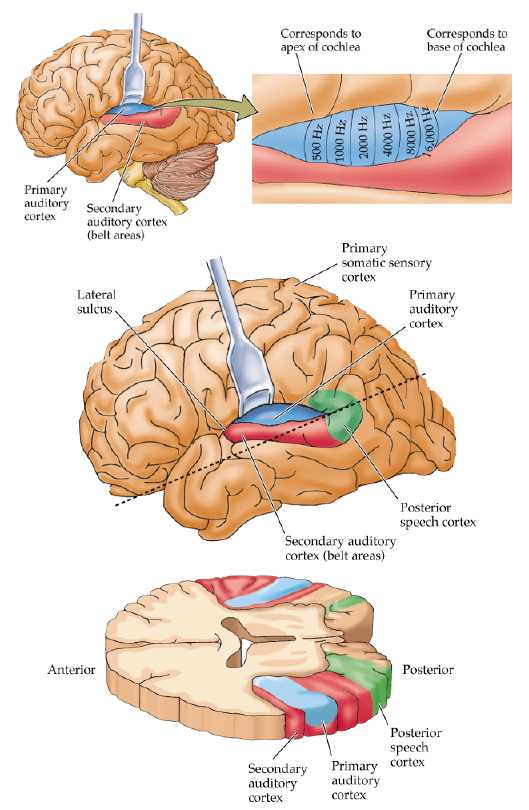 Corresponds to
apex of cochlea
Corresponds to
base of cochlea
500 Hz
1000 Hz
2000 Hz
4000 Hz
8000 Hz
16,000 Hz
Primary
auditory
cortex
Secondary
auditory cortex
(belt areas)
Primary
somatic sensory
cortex
Lateral
sulcus
Primary
auditory
cortex
Posterior
speech cortex
Secondary auditory
cortex (belt areas)
Anterior
Posterior
Posterior
speech
cortex
Secondary
auditory
cortex
Primary
auditory
cortex